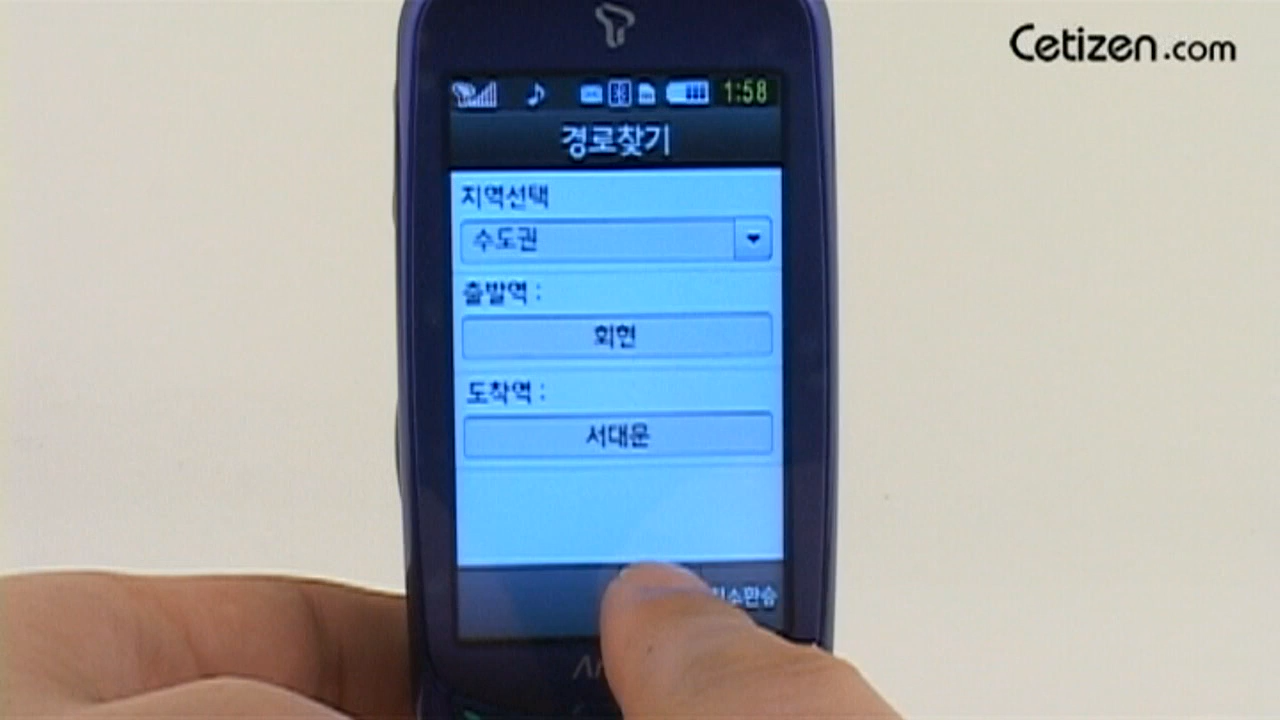 Cetizen.com
1:58
경로찾기
지역선택
수도권
출발역 :
회현
도착역 :
서대문
최소환승